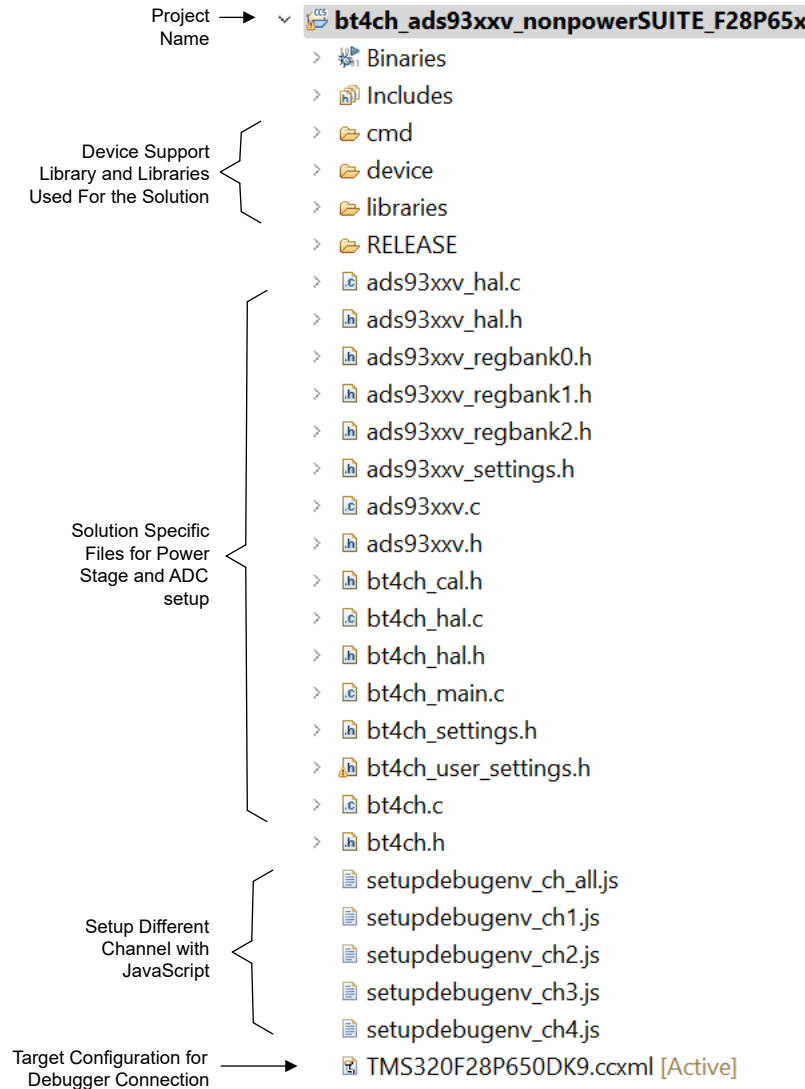 Project
Name
bt4ch_ads93xxv_nonpowerSUITE_F28P65x
Binaries
Includes
Device Support
Library and Libraries
Used For the Solution
cmd
device
libraries
RELEASE
Solution Specific
Files for Power
Stage and ADC
setup
ads93xxv_hal.c
ads93xxv_hal.h
ads93xxv_regbank0.h
ads93xxv_regbank1.h
ads93xxv_regbank2.h
ads93xxv_settings.h
ads93xxv.c
ads93xxv.h
bt4ch_cal.h
bt4ch_hal.c
bt4ch_hal.h
bt4ch_main.c
bt4ch_settings.h
bt4ch_user_settings.h
bt4ch.c
bt4ch.h
Setup Different
Channel with
JavaScript
setupdebugenv_ch_all.js
setupdebugenv_ch1.js
setupdebugenv_ch2.js
setupdebugenv_ch3.js
setupdebugenv_ch4.js
Target Configuration for
Debugger Connection
TMS320F28P650DK9.ccxml [Active]